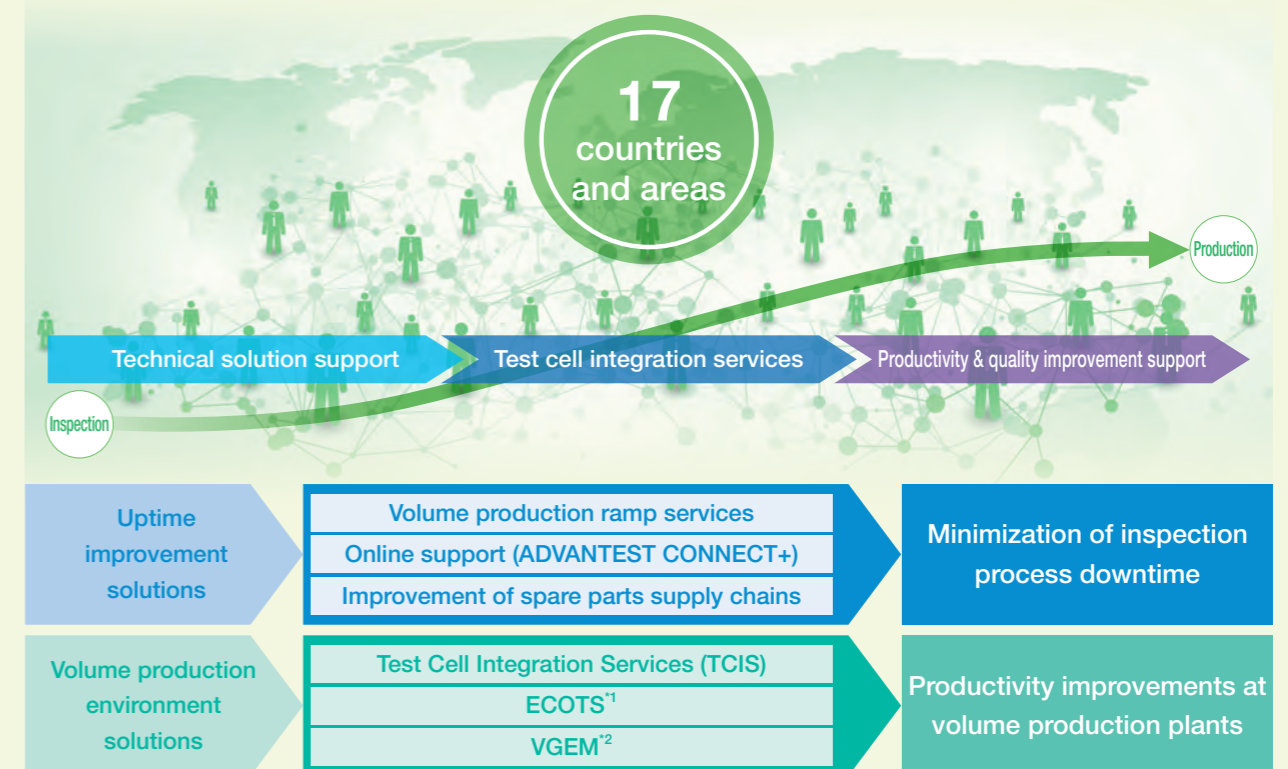 17
countries
and areas
Production
Technical solution support
Test cell integration services
Productivity & quality improvement support
Inspection
Uptime
improvement
solutions
Volume production ramp services
Online support (ADVANTEST CONNECT+)
Improvement of spare parts supply chains
Minimization of inspection
process downtime
Volume production
environment
solutions
Test Cell Integration Services (TCIS)
ECOTS*1
VGEM*2
Productivity improvements at
volume production plants